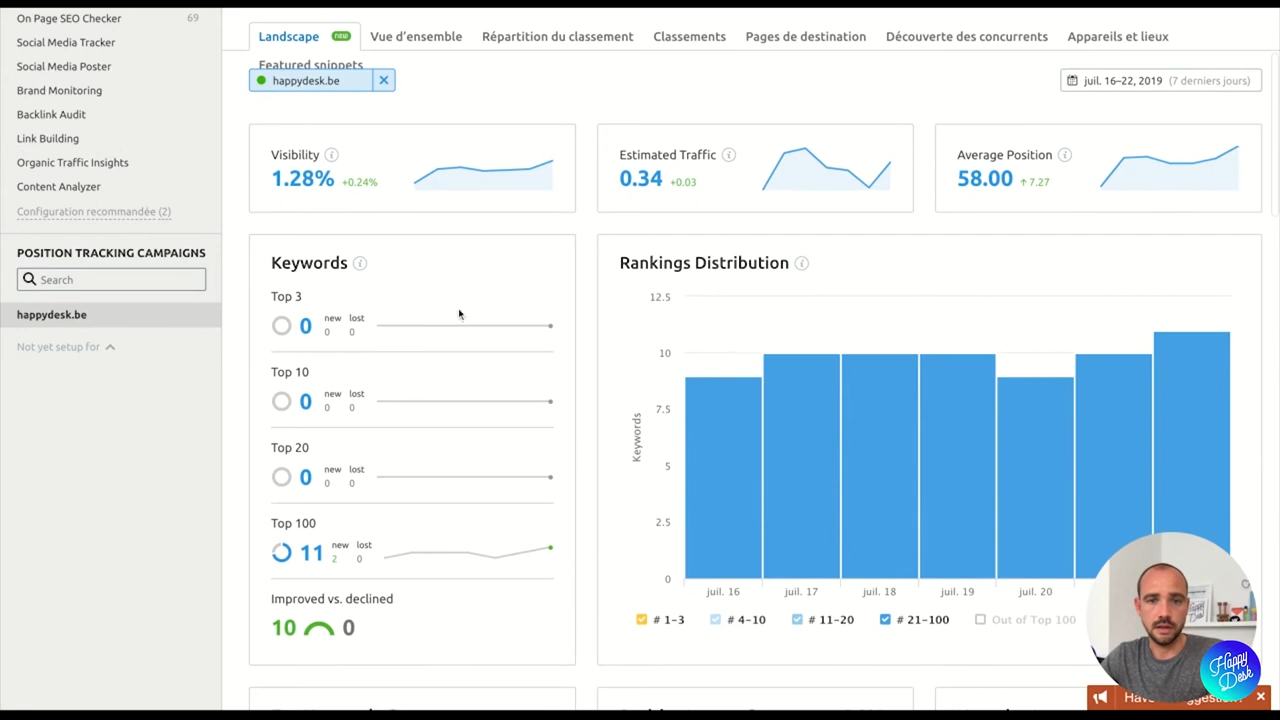 On Page SEO Checker 69
Social Media Tracker
Social Media Poster
Brand Monitoring
Backlink Audit
Link Building
Organic Traffic Insights
Content Analyzer
Configuration recommandée (2)
POSITION TRACKING CAMPAIGNS
Search
happydesk.be
Not yet setup for
Landscape new Vue d'ensemble Répartition du classement Classements Pages de destination Découverte des concurrents Appareils et lieux
Featured snippets
happydesk.be
juil. 16–22, 2019 (7 derniers jours)
Visibility
1.28% +0.24%
Estimated Traffic
0.34 +0.03
Average Position
58.00 ↑7.27
Keywords
Top 3
0 new 0 lost 0
Top 10
0 new 0 lost 0
Top 20
0 new 0 lost 0
Top 100
11 new 2 lost 0
Improved vs. declined
10 0
Rankings Distribution
Keywords
12.5
10
7.5
5
2.5
0
juil. 16 juil. 17 juil. 18 juil. 19 juil. 20
# 1-3 # 4-10 # 11-20 # 21-100 Out of Top 100
Happy
Desk